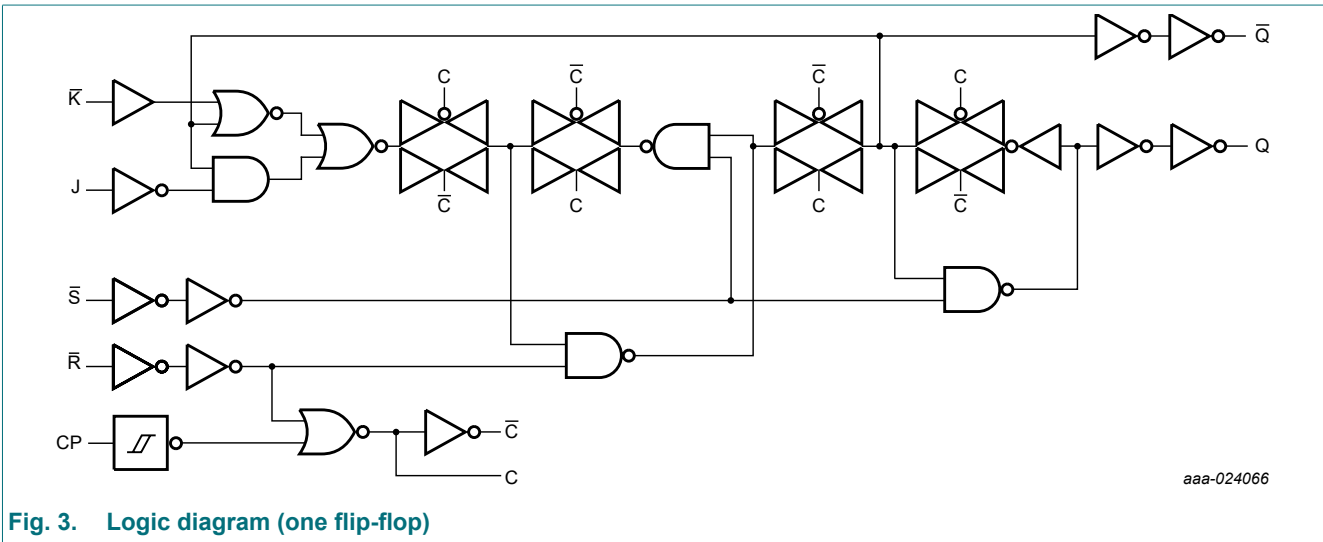 Q̅
C
C̅
C̅
C
K̅
J
C̅
C
C
C̅
Q
S̅
R̅
CP
C̅
C
aaa-024066
Fig. 3. Logic diagram (one flip-flop)